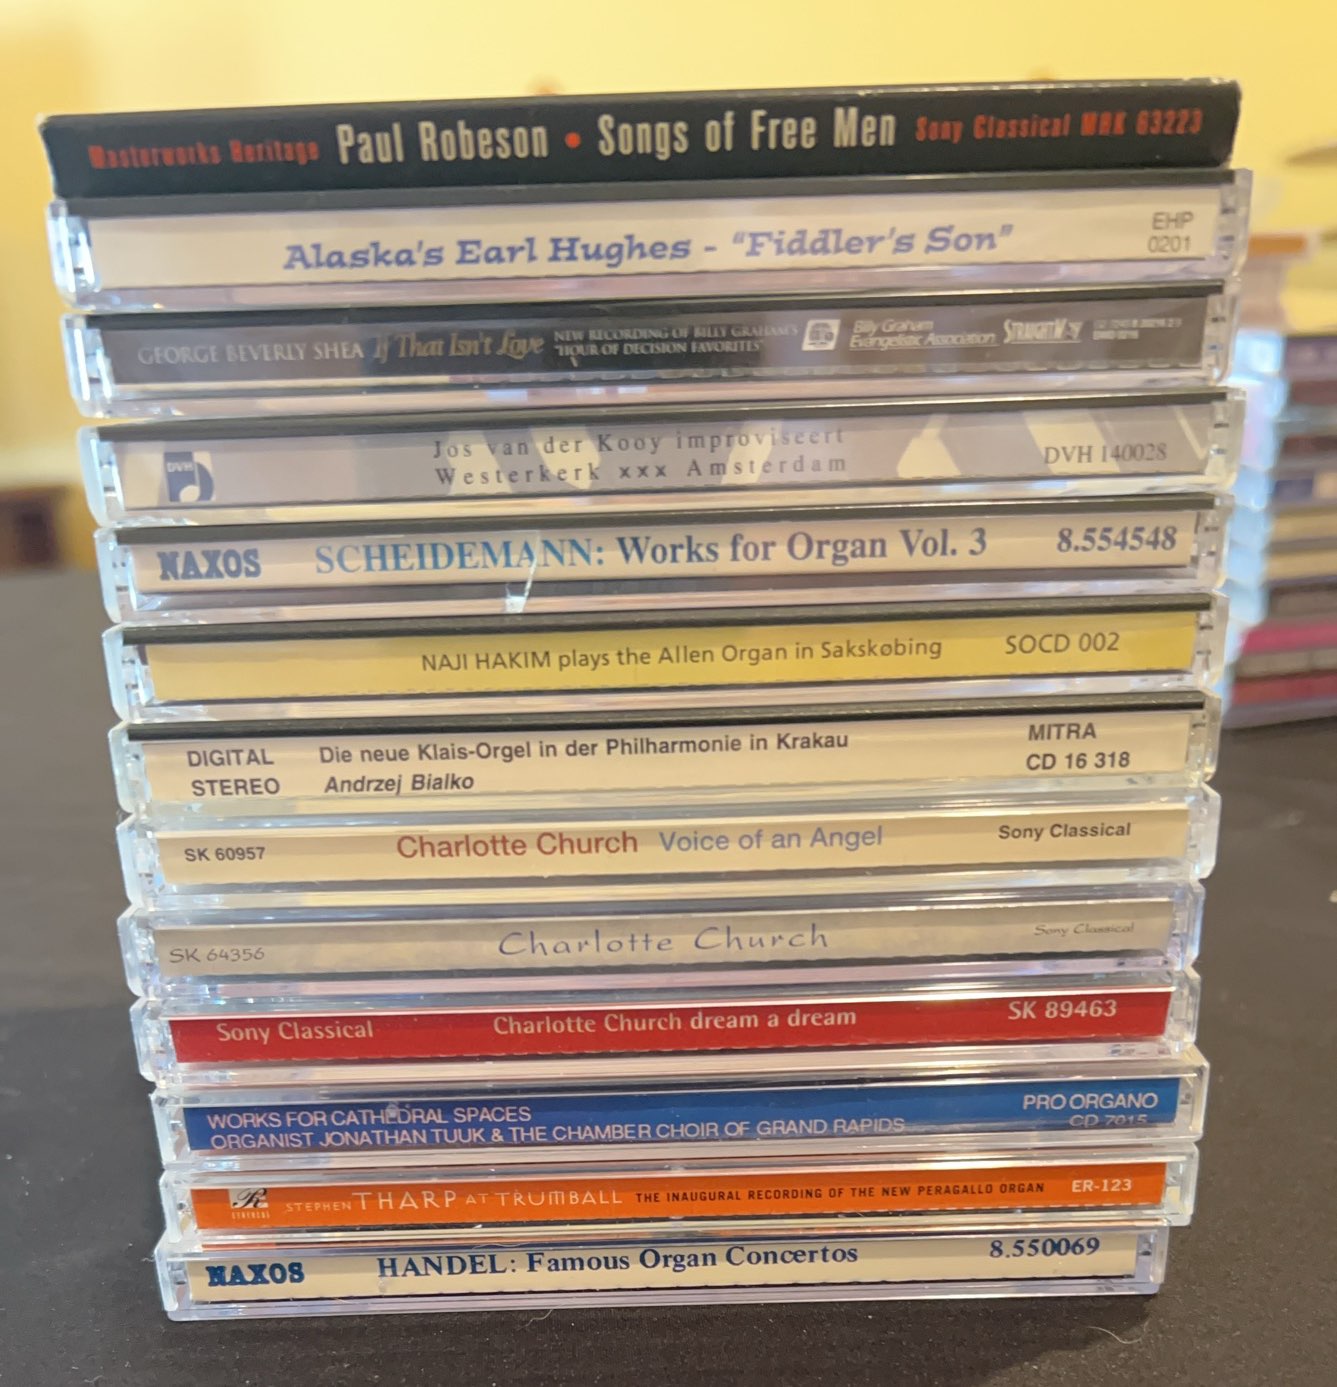 Masterworks Heritage Paul Robeson • Songs of Free Men Sony Classical MHK 63223
Alaska's Earl Hughes - "Fiddler's Son"
EHP
0201
GEORGE BEVERLY SHEA If That Isn't Love
NEW RECORDING OF BILLY GRAHAM'S
"HOUR OF DECISION FAVORITES"
Billy Graham
Evangelistic Association
STRAIGHTWAY
DVH
Jos van der Kooy improviseert
Westerkerk xxx Amsterdam
DVH 140028
NAXOS SCHEIDEMANN: Works for Organ Vol. 3 8.554548
NAJI HAKIM plays the Allen Organ in Sakskøbing SOCD 002
DIGITAL
STEREO
Die neue Klais-Orgel in der Philharmonie in Krakau
Andrzej Bialko
MITRA
CD 16 318
SK 60957 Charlotte Church Voice of an Angel Sony Classical
SK 64356 Charlotte Church Sony Classical
Sony Classical Charlotte Church dream a dream SK 89463
WORKS FOR CATHEDRAL SPACES
ORGANIST JONATHAN TUUK & THE CHAMBER CHOIR OF GRAND RAPIDS
PRO ORGANO
CD 7015
R
ETHEREAL
STEPHEN THARP AT TRUMBALL THE INAUGURAL RECORDING OF THE NEW PERAGALLO ORGAN ER-123
NAXOS HANDEL: Famous Organ Concertos 8.550069